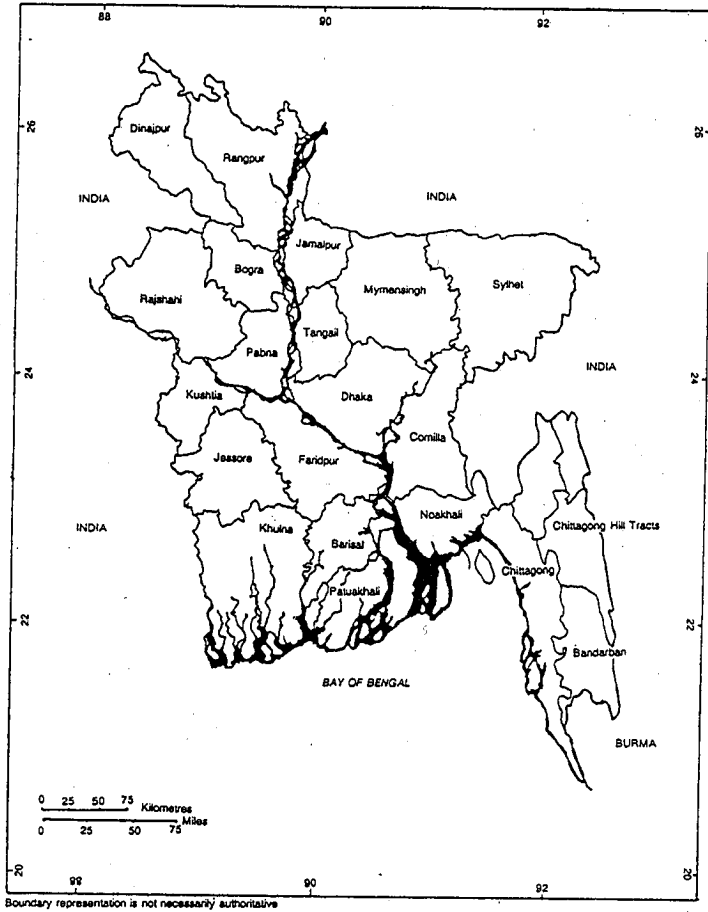 88 90 92
26 26
Dinajpur
Rangpur
INDIA INDIA
Jamalpur
Bogra
Mymensingh Sylhet
Rajshahi
Tangail
Pabna
24 INDIA 24
Kushtia Dhaka
Comilla
Jessore Faridpur
Noakhali
INDIA Khulna Chittagong Hill Tracts
Barisal
Chittagong
Patuakhali
22 22
Bandarban
BAY OF BENGAL
BURMA
0 25 50 75 Kilometres
Miles
0 25 50 75
20 20
88 90 92
Boundary representation is not necessarily authoritative